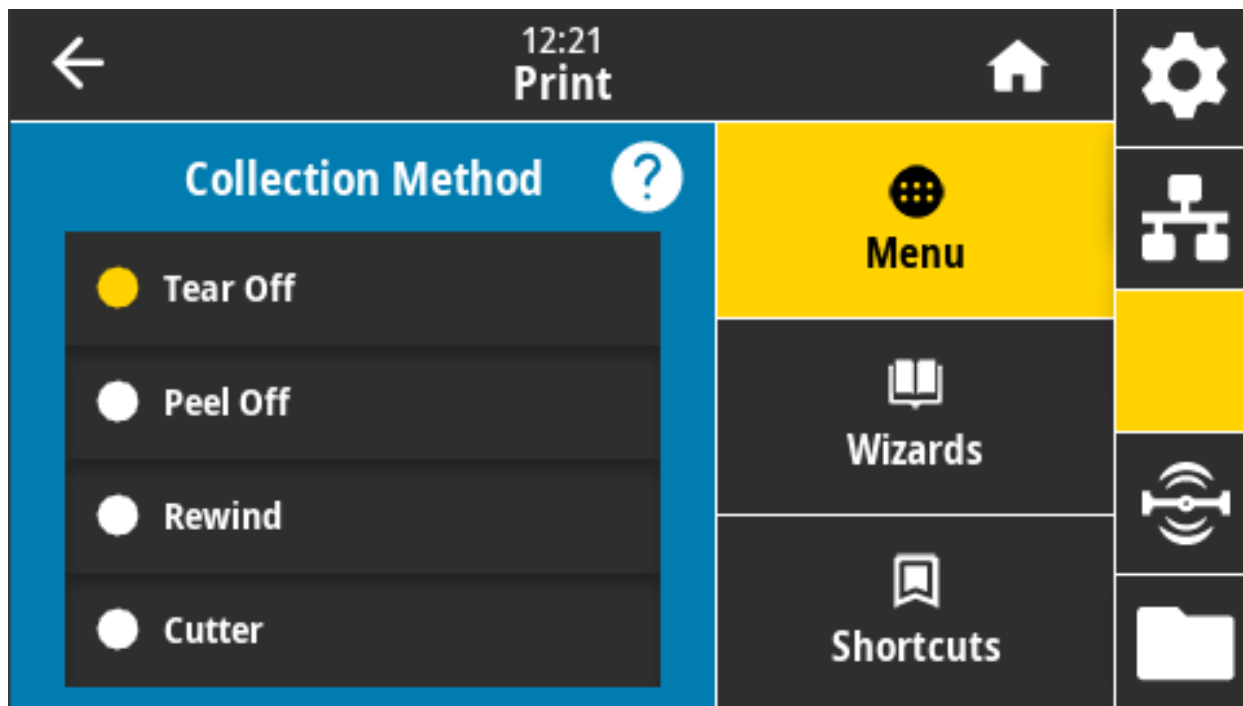 12:21
Print
Collection Method
?
Tear Off
Peel Off
Rewind
Cutter
Menu
Wizards
Shortcuts